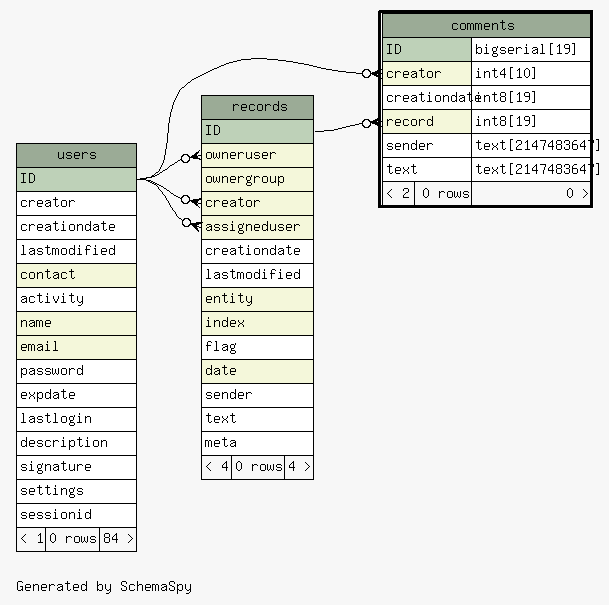 comments
ID bigserial[19]
creator int4[10]
creationdate int8[19]
record int8[19]
sender text[2147483647]
text text[2147483647]
< 2 0 rows 0 >
records
ID
owneruser
ownergroup
creator
assigneduser
creationdate
lastmodified
entity
index
flag
date
sender
text
meta
< 4 0 rows 4 >
users
ID
creator
creationdate
lastmodified
contact
activity
name
email
password
expdate
lastlogin
description
signature
settings
sessionid
< 1 0 rows 84 >
Generated by SchemaSpy